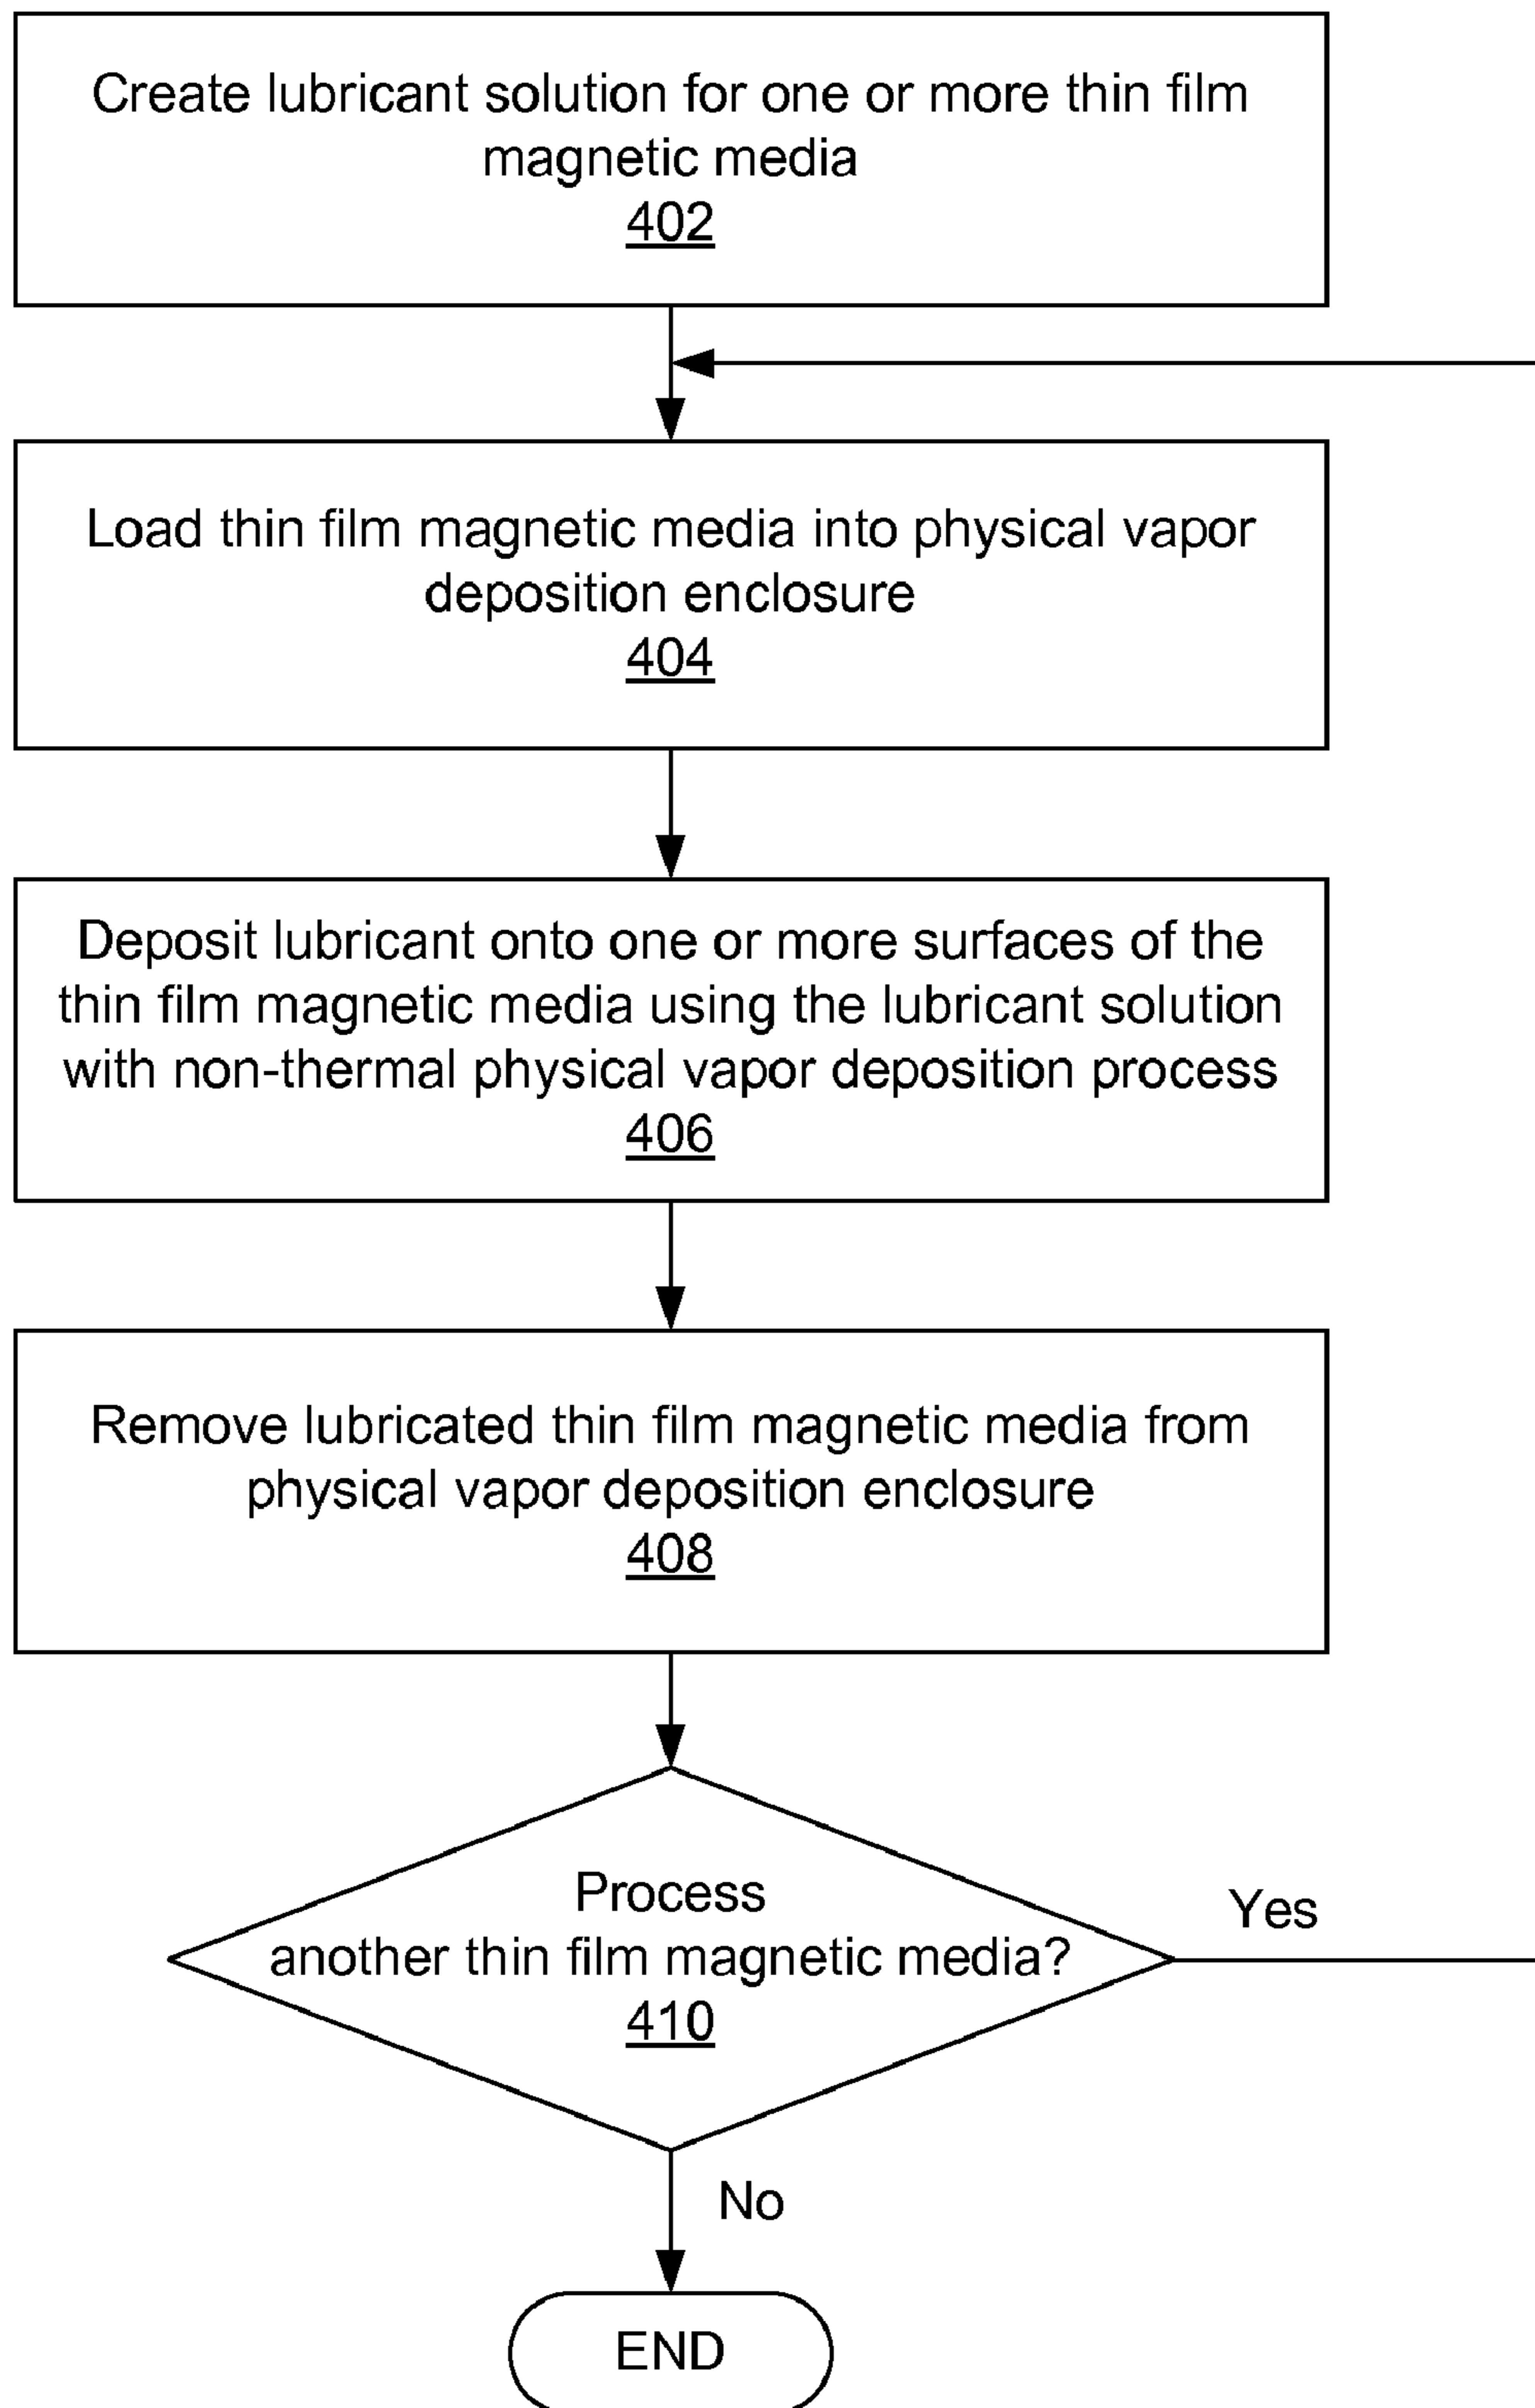 Create lubricant solution for one or more thin film
magnetic media
402
Load thin film magnetic media into physical vapor
deposition enclosure
404
Deposit lubricant onto one or more surfaces of the
thin film magnetic media using the lubricant solution
with non-thermal physical vapor deposition process
406
Remove lubricated thin film magnetic media from
physical vapor deposition enclosure
408
Process
another thin film magnetic media?
410
Yes
No
END